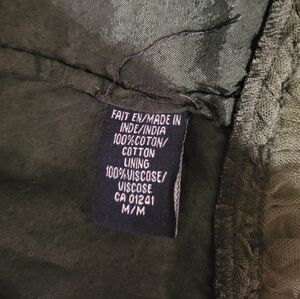 FAIT EN/MADE IN
INDE/INDIA
100%COTON/
COTTON
LINING
100%VISCOSE/
VISCOSE
CA 01241
M/M